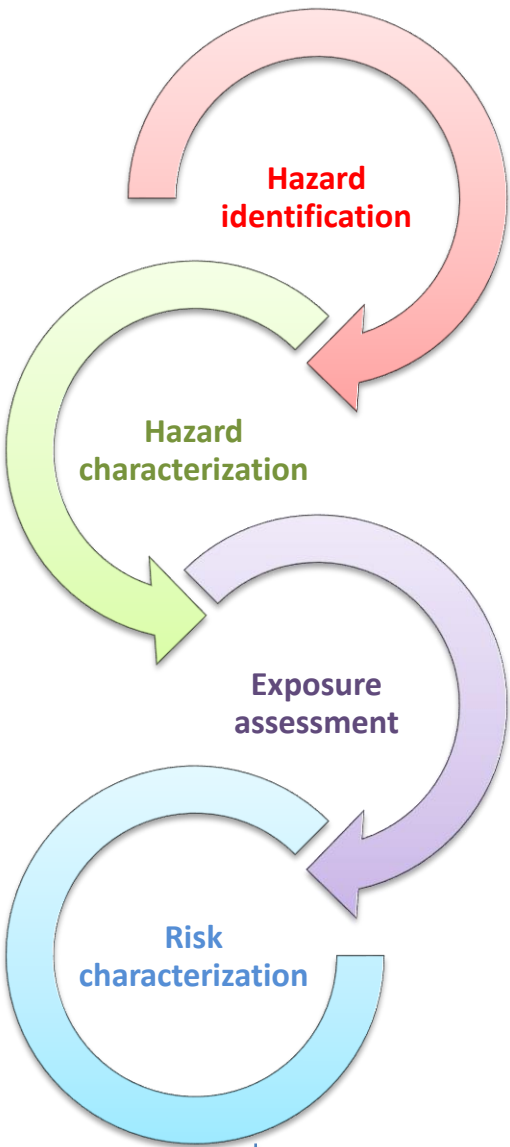 Hazard
identification
Hazard
characterization
Exposure
assessment
Risk
characterization